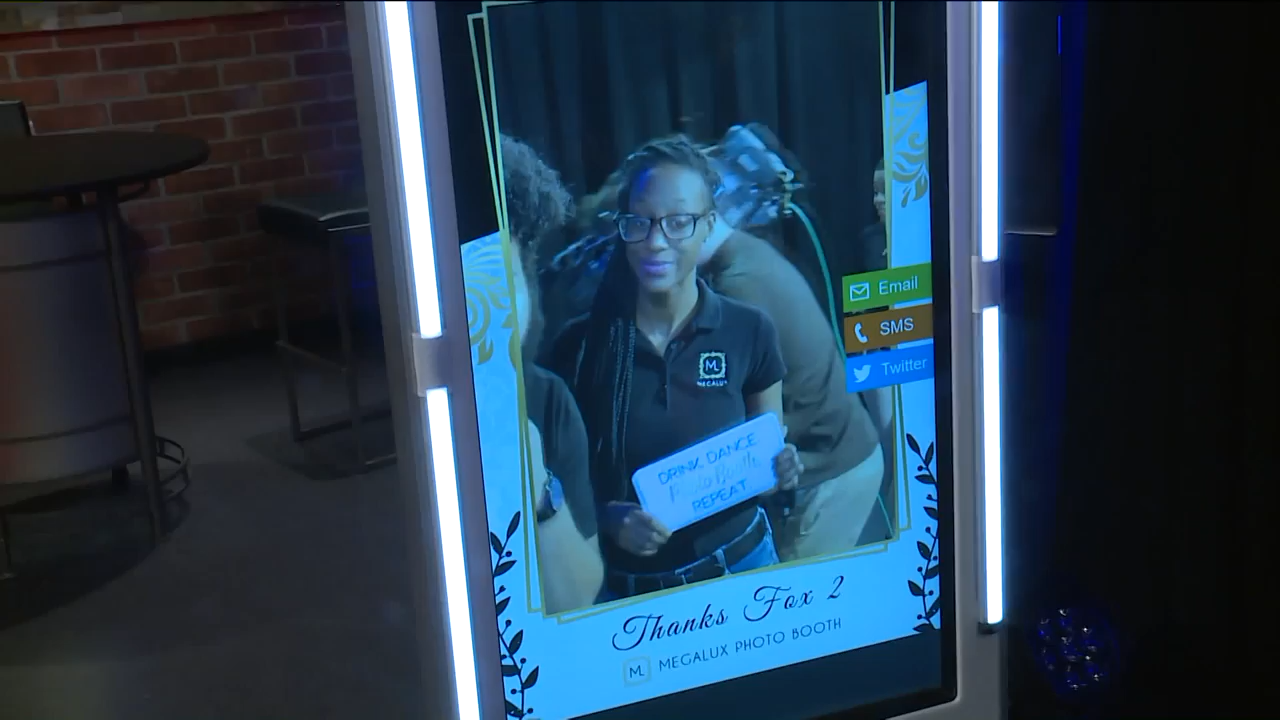 Email
SMS
Twitter
ML
MEGALUX
DRINK, DANCE
Photo Booth
REPEAT
Thanks Fox 2
ML MEGALUX PHOTO BOOTH